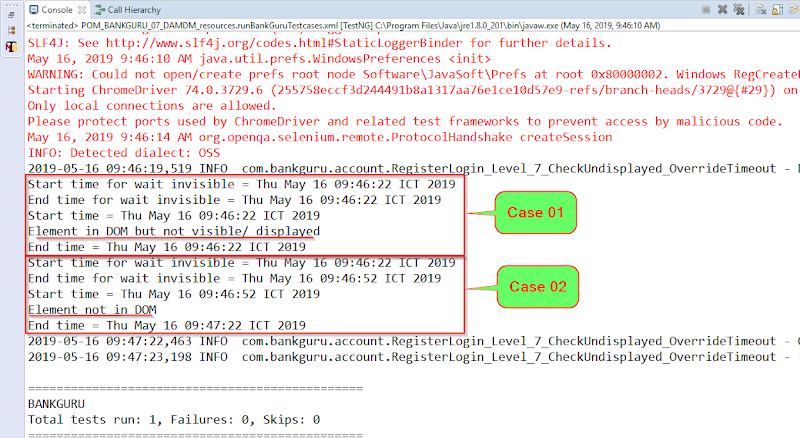 Console
Call Hierarchy
<terminated> POM_BANKGURU_07_DAMDM_resources.runBankGuruTestcases.xml [TestNG] C:\Program Files\Java\jre1.8.0_201\bin\javaw.exe (May 16, 2019, 9:46:10 AM)
SLF4J: See http://www.slf4j.org/codes.html#StaticLoggerBinder for further details.
May 16, 2019 9:46:10 AM java.util.prefs.WindowsPreferences <init>
WARNING: Could not open/create prefs root node Software\JavaSoft\Prefs at root 0x80000002. Windows RegCreateK
Starting ChromeDriver 74.0.3729.6 (255758eccf3d244491b8a1317aa76e1ce10d57e9-refs/branch-heads/3729@{#29}) on
Only local connections are allowed.
Please protect ports used by ChromeDriver and related test frameworks to prevent access by malicious code.
May 16, 2019 9:46:14 AM org.openqa.selenium.remote.ProtocolHandshake createSession
INFO: Detected dialect: OSS
2019-05-16 09:46:19,519 INFO com.bankguru.account.RegisterLogin_Level_7_CheckUndisplayed_OverrideTimeout -
Start time for wait invisible = Thu May 16 09:46:22 ICT 2019
End time for wait invisible = Thu May 16 09:46:22 ICT 2019
Start time = Thu May 16 09:46:22 ICT 2019
Element in DOM but not visible/ displayed
End time = Thu May 16 09:46:22 ICT 2019
Case 01
Start time for wait invisible = Thu May 16 09:46:22 ICT 2019
End time for wait invisible = Thu May 16 09:46:52 ICT 2019
Start time = Thu May 16 09:46:52 ICT 2019
Element not in DOM
End time = Thu May 16 09:47:22 ICT 2019
Case 02
2019-05-16 09:47:22,463 INFO com.bankguru.account.RegisterLogin_Level_7_CheckUndisplayed_OverrideTimeout -
2019-05-16 09:47:23,198 INFO com.bankguru.account.RegisterLogin_Level_7_CheckUndisplayed_OverrideTimeout -
===============================================
BANKGURU
Total tests run: 1, Failures: 0, Skips: 0
===============================================